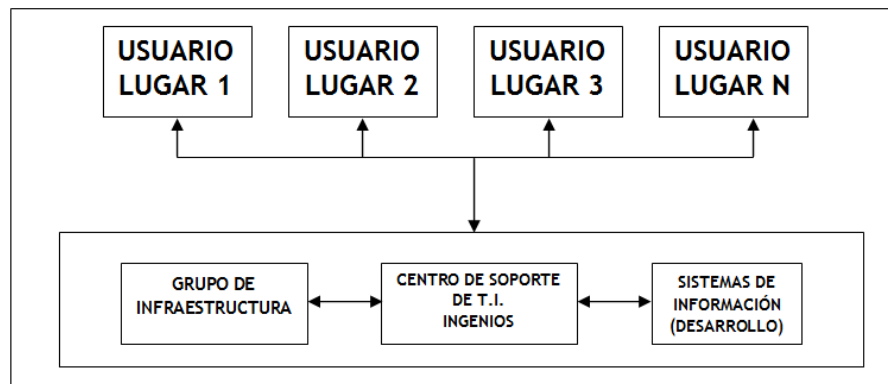 USUARIO
LUGAR 1
USUARIO
LUGAR 2
USUARIO
LUGAR 3
USUARIO
LUGAR N
GRUPO DE
INFRAESTRUCTURA
CENTRO DE SOPORTE
DE T.I.
INGENIOS
SISTEMAS DE
INFORMACIÓN
(DESARROLLO)